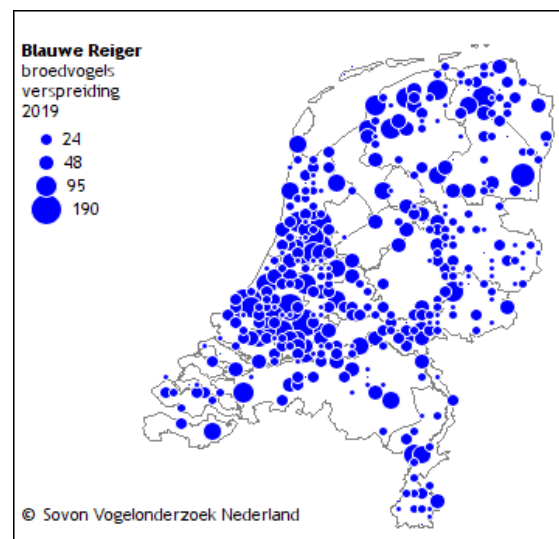 Blauwe Reiger
broedvogels
verspreiding
2019
24
48
95
190
© Sovon Vogelonderzoek Nederland